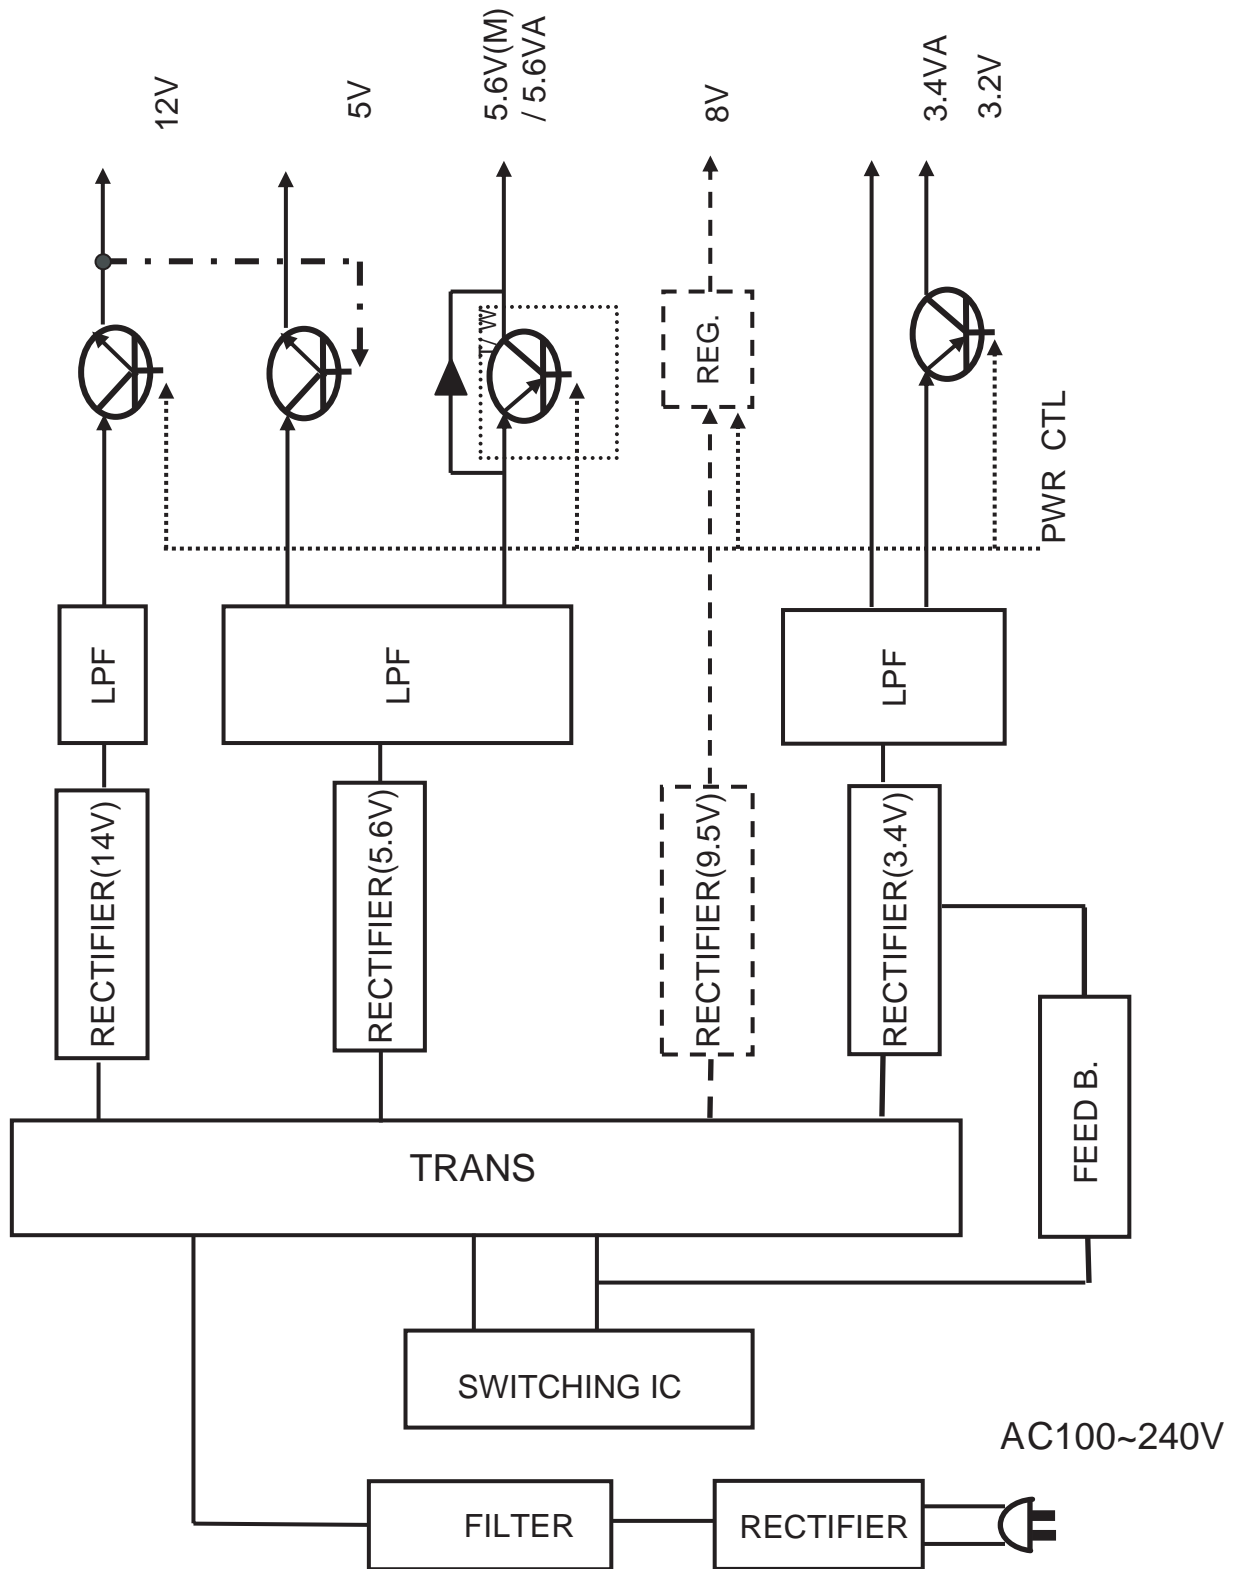 12V
5V
5.6V(M)
/ 5.6VA
8V
3.4VA
3.2V
REG.
PWR CTL
LPF
LPF
LPF
RECTIFIER(14V)
RECTIFIER(5.6V)
RECTIFIER(9.5V)
RECTIFIER(3.4V)
FEED B.
TRANS
SWITCHING IC
AC100~240V
FILTER
RECTIFIER